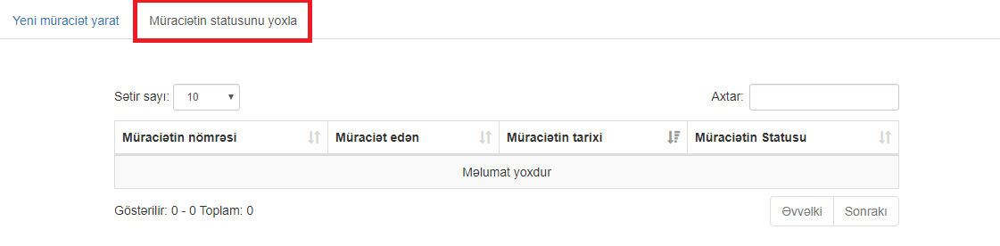 Yeni müraciət yarat Müraciətin statusunu yoxla
Sətir sayı: 10 Axtar:
Müraciətin nömrəsi Müraciət edən Müraciətin tarixi Müraciətin Statusu
Məlumat yoxdur
Göstərilir: 0 - 0 Toplam: 0 Əvvəlki Sonrakı